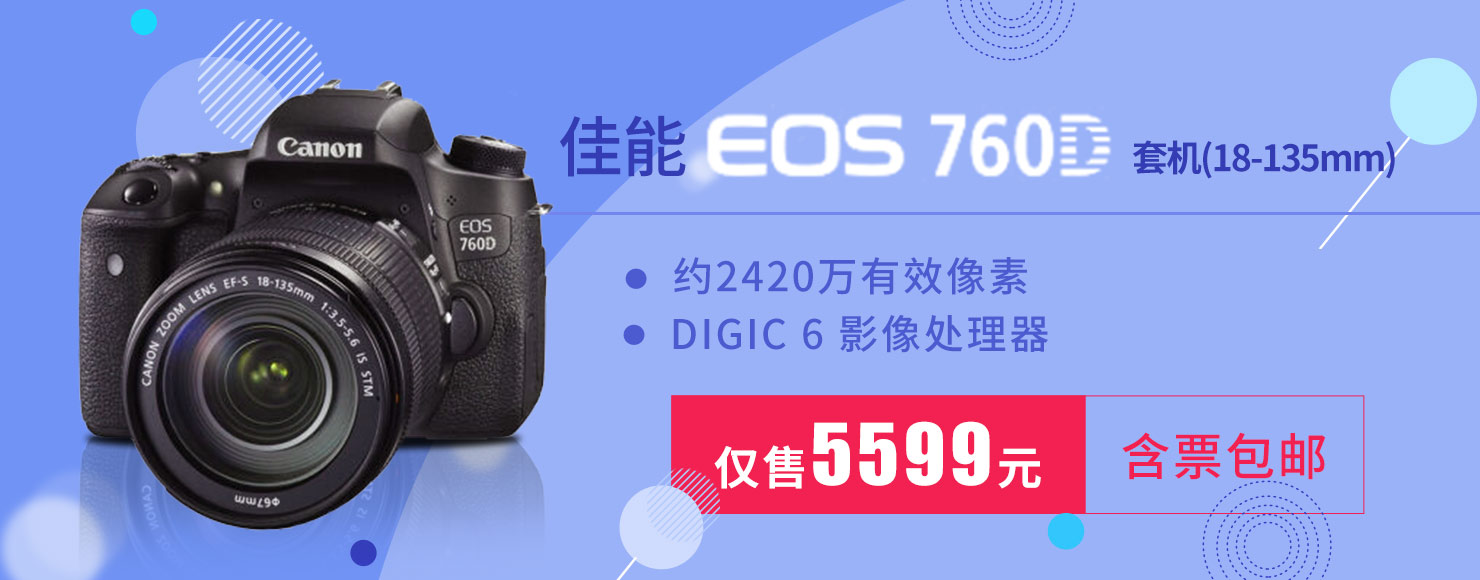 佳能 EOS 760D 套机(18-135mm)
约2420万有效像素
DIGIC 6 影像处理器
仅售5599元 含票包邮
Canon
EOS
760D
CANON ZOOM LENS EF-S 18-135mm 1:3.5-5.6 IS STM
Φ67mm